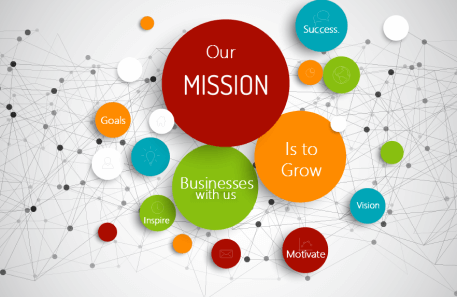 Our
MISSION
Is to
Grow
Businesses
with us
Success.
Goals
Inspire
Vision
Motivate